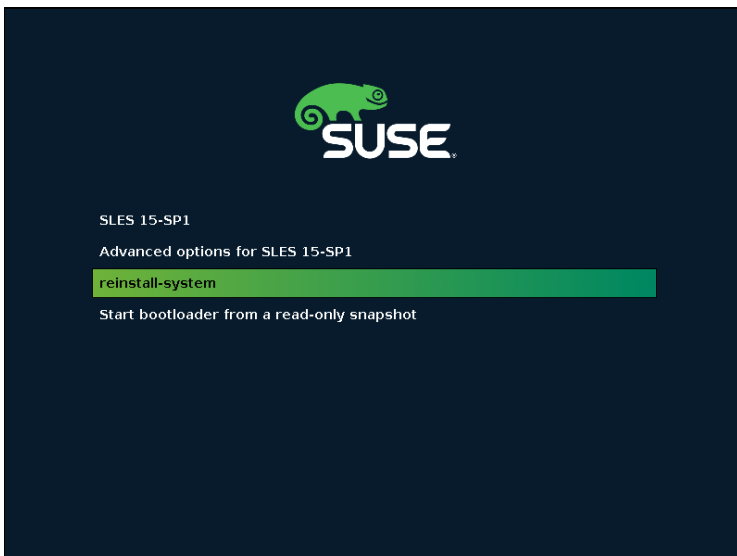 SUSE®
SLES 15-SP1
Advanced options for SLES 15-SP1
reinstall-system
Start bootloader from a read-only snapshot